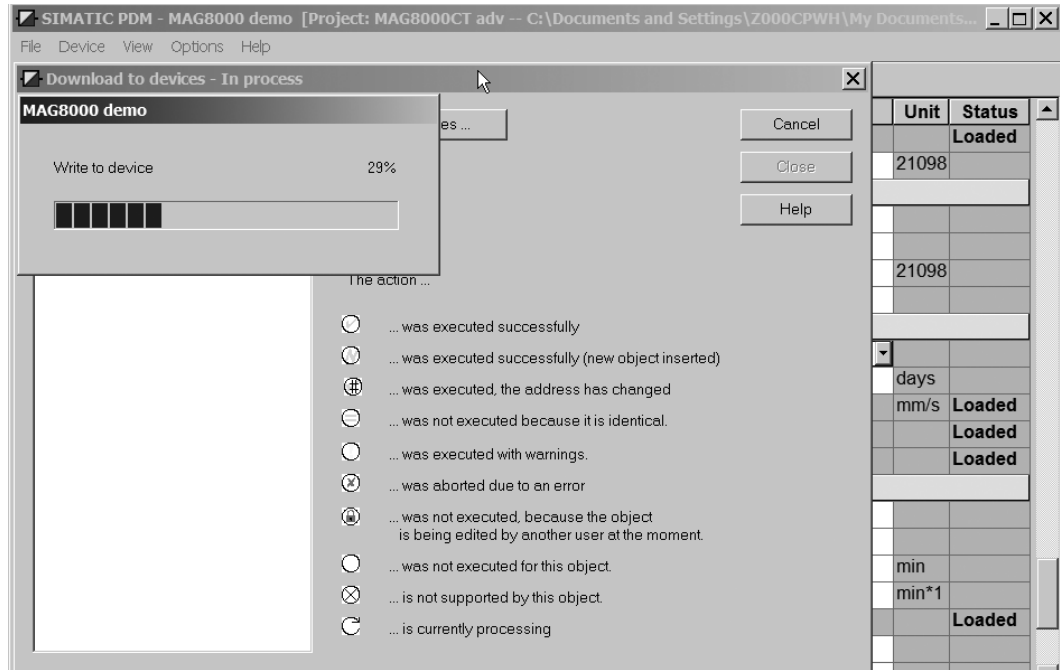 SIMATIC PDM - MAG8000 demo [Project: MAG8000CT adv -- C:\Documents and Settings\Z000CPWH\My Documents...
File Device View Options Help
Download to devices - In process
MAG8000 demo
es ...
Cancel
Unit Status
Loaded
Write to device 29%
Close
21098
Help
21098
The action ...
... was executed successfully
... was executed successfully (new object inserted)
days
... was executed, the address has changed
mm/s Loaded
... was not executed because it is identical.
Loaded
... was executed with warnings.
Loaded
... was aborted due to an error
... was not executed, because the object
is being edited by another user at the moment.
... was not executed for this object.
min
... is not supported by this object.
min*1
... is currently processing
Loaded